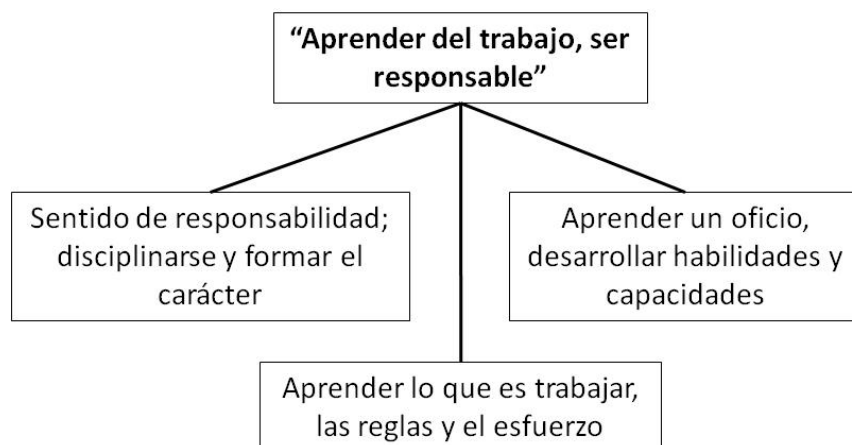 “Aprender del trabajo, ser
responsable”
Sentido de responsabilidad;
disciplinarse y formar el
carácter
Aprender un oficio,
desarrollar habilidades y
capacidades
Aprender lo que es trabajar,
las reglas y el esfuerzo